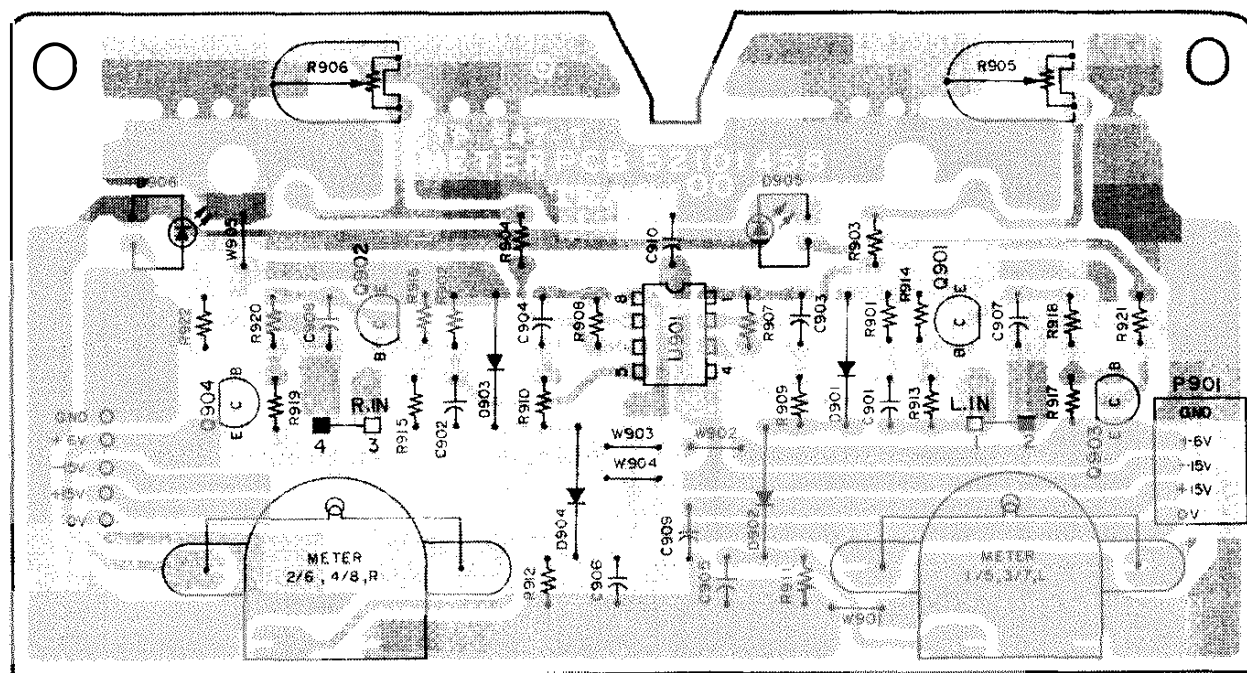 R906
R905
METER PCB 52101456
D905
W905
R904
C910
R903
Q902
Q901
R914
R922
R920
C908
E
C
B
C904
R908
8
U901
5
4
R907
C903
R901
E
C
B
C907
R918
R921
Q904
B
C
E
R919
R.IN
4
3
R915
C902
D903
R910
R909
D901
C901
R913
L.IN
1
2
R917
B
C
E
Q903
P901
GND
+6V
-15V
+15V
0V
GND
+6V
+15V
0V
W903
W902
W904
D904
C909
D902
METER
2/6, 4/8, R
R912
C906
C905
R911
W901
METER
1/5, 3/7, L